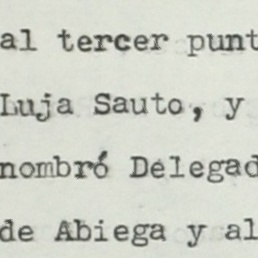 al tercer punt
Luja Sauto, y
nombró Delegad
de Abiega y al